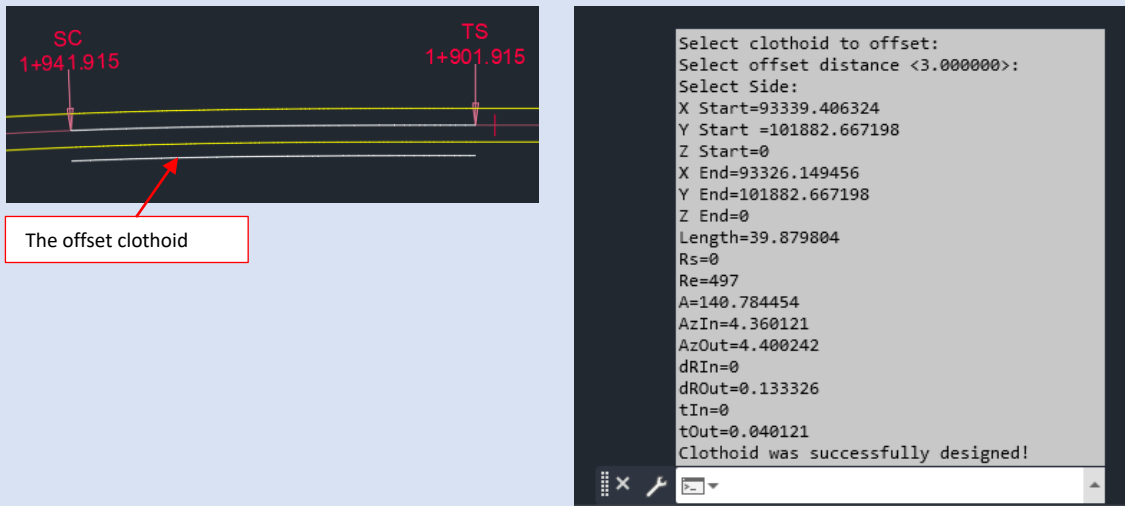 SC
1+941.915
TS
1+901.915
The offset clothoid
Select clothoid to offset:
Select offset distance <3.000000>:
Select Side:
X Start=93339.406324
Y Start =101882.667198
Z Start=0
X End=93326.149456
Y End=101882.667198
Z End=0
Length=39.879804
Rs=0
Re=497
A=140.784454
AzIn=4.360121
AzOut=4.400242
dRIn=0
dROut=0.133326
tIn=0
tOut=0.040121
Clothoid was successfully designed!